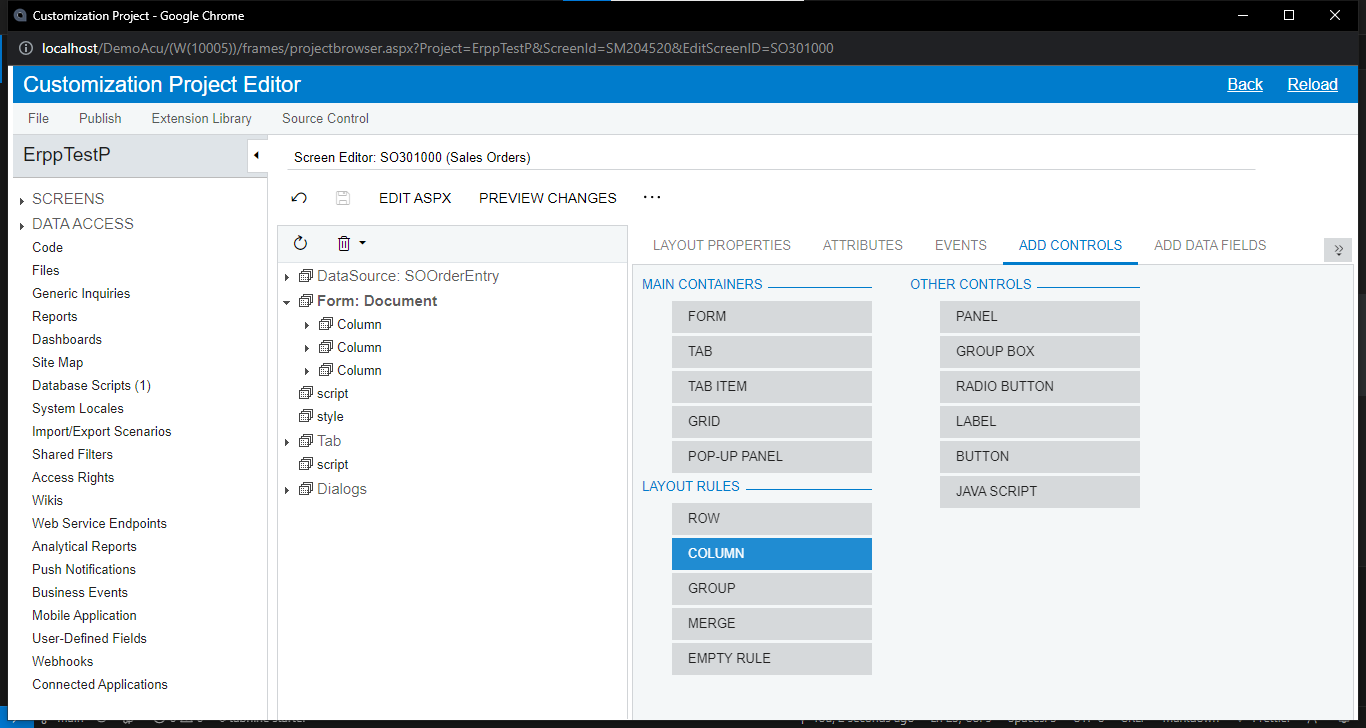 Customization Project - Google Chrome
localhost/DemoAcu/(W(10005))/frames/projectbrowser.aspx?Project=ErppTestP&ScreenId=SM204520&EditScreenID=SO301000
Customization Project Editor
Back Reload
File Publish Extension Library Source Control
ErppTestP
SCREENS
DATA ACCESS
Code
Files
Generic Inquiries
Reports
Dashboards
Site Map
Database Scripts (1)
System Locales
Import/Export Scenarios
Shared Filters
Access Rights
Wikis
Web Service Endpoints
Analytical Reports
Push Notifications
Business Events
Mobile Application
User-Defined Fields
Webhooks
Connected Applications
Screen Editor: SO301000 (Sales Orders)
EDIT ASPX PREVIEW CHANGES ...
DataSource: SOOrderEntry
Form: Document
Column
Column
Column
script
style
Tab
script
Dialogs
LAYOUT PROPERTIES ATTRIBUTES EVENTS ADD CONTROLS ADD DATA FIELDS
MAIN CONTAINERS
FORM
TAB
TAB ITEM
GRID
POP-UP PANEL
LAYOUT RULES
ROW
COLUMN
GROUP
MERGE
EMPTY RULE
OTHER CONTROLS
PANEL
GROUP BOX
RADIO BUTTON
LABEL
BUTTON
JAVA SCRIPT